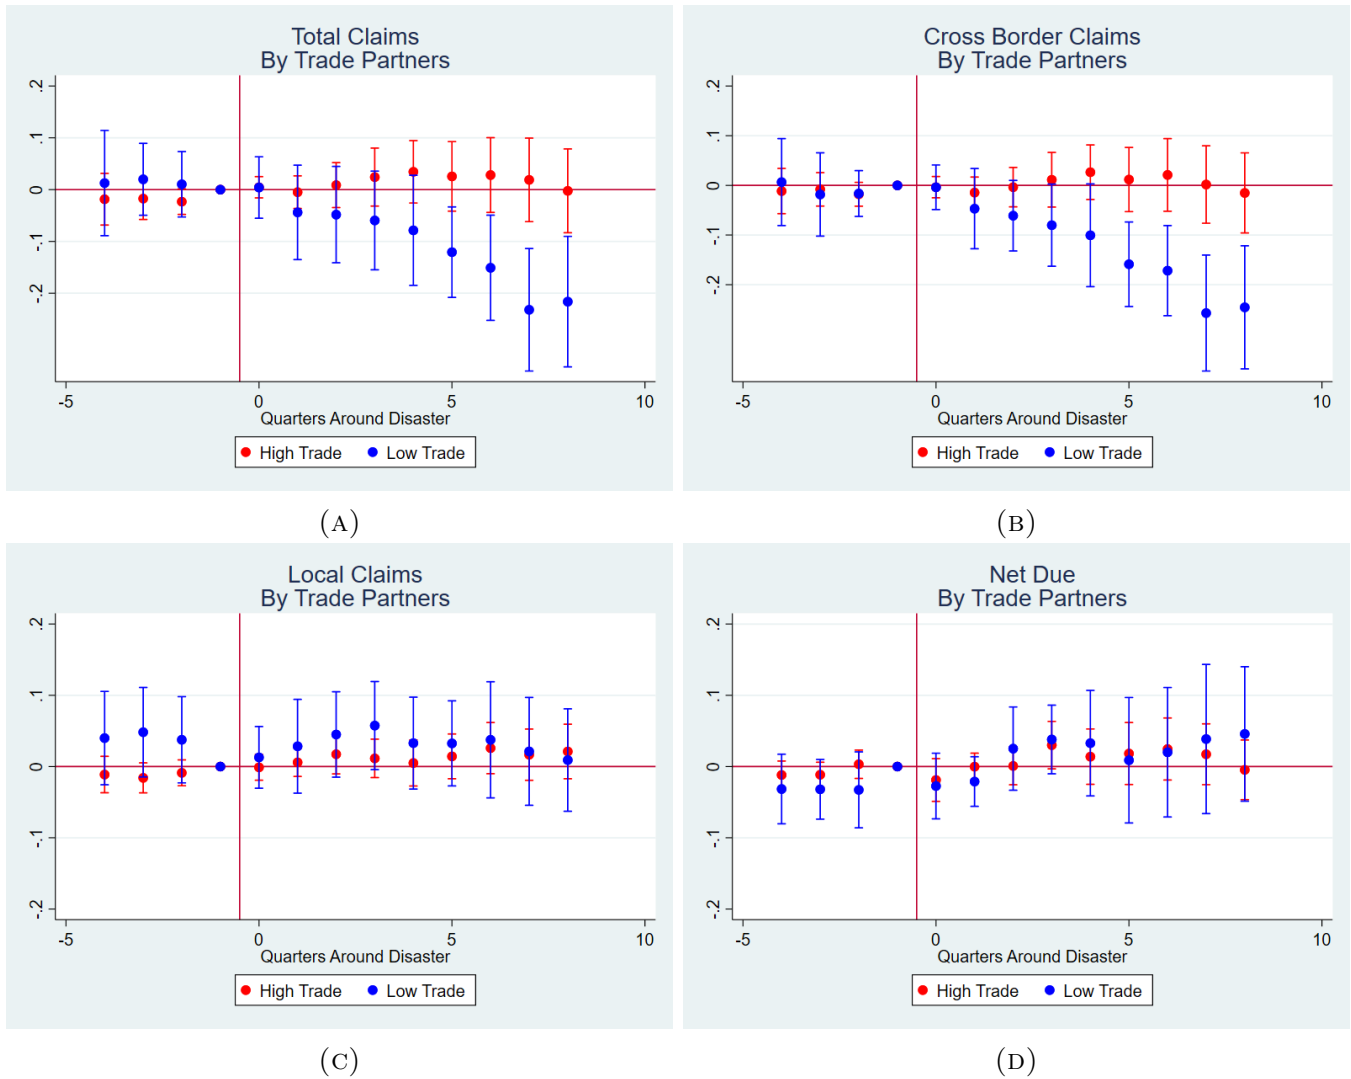 Total Claims
By Trade Partners
.2
.1
0
-.1
-.2
-5
0
5
10
Quarters Around Disaster
High Trade
Low Trade
(A)
Cross Border Claims
By Trade Partners
.2
.1
0
-.1
-.2
-5
0
5
10
Quarters Around Disaster
High Trade
Low Trade
(B)
Local Claims
By Trade Partners
.2
.1
0
-.1
-.2
-5
0
5
10
Quarters Around Disaster
High Trade
Low Trade
(C)
Net Due
By Trade Partners
.2
.1
0
-.1
-.2
-5
0
5
10
Quarters Around Disaster
High Trade
Low Trade
(D)